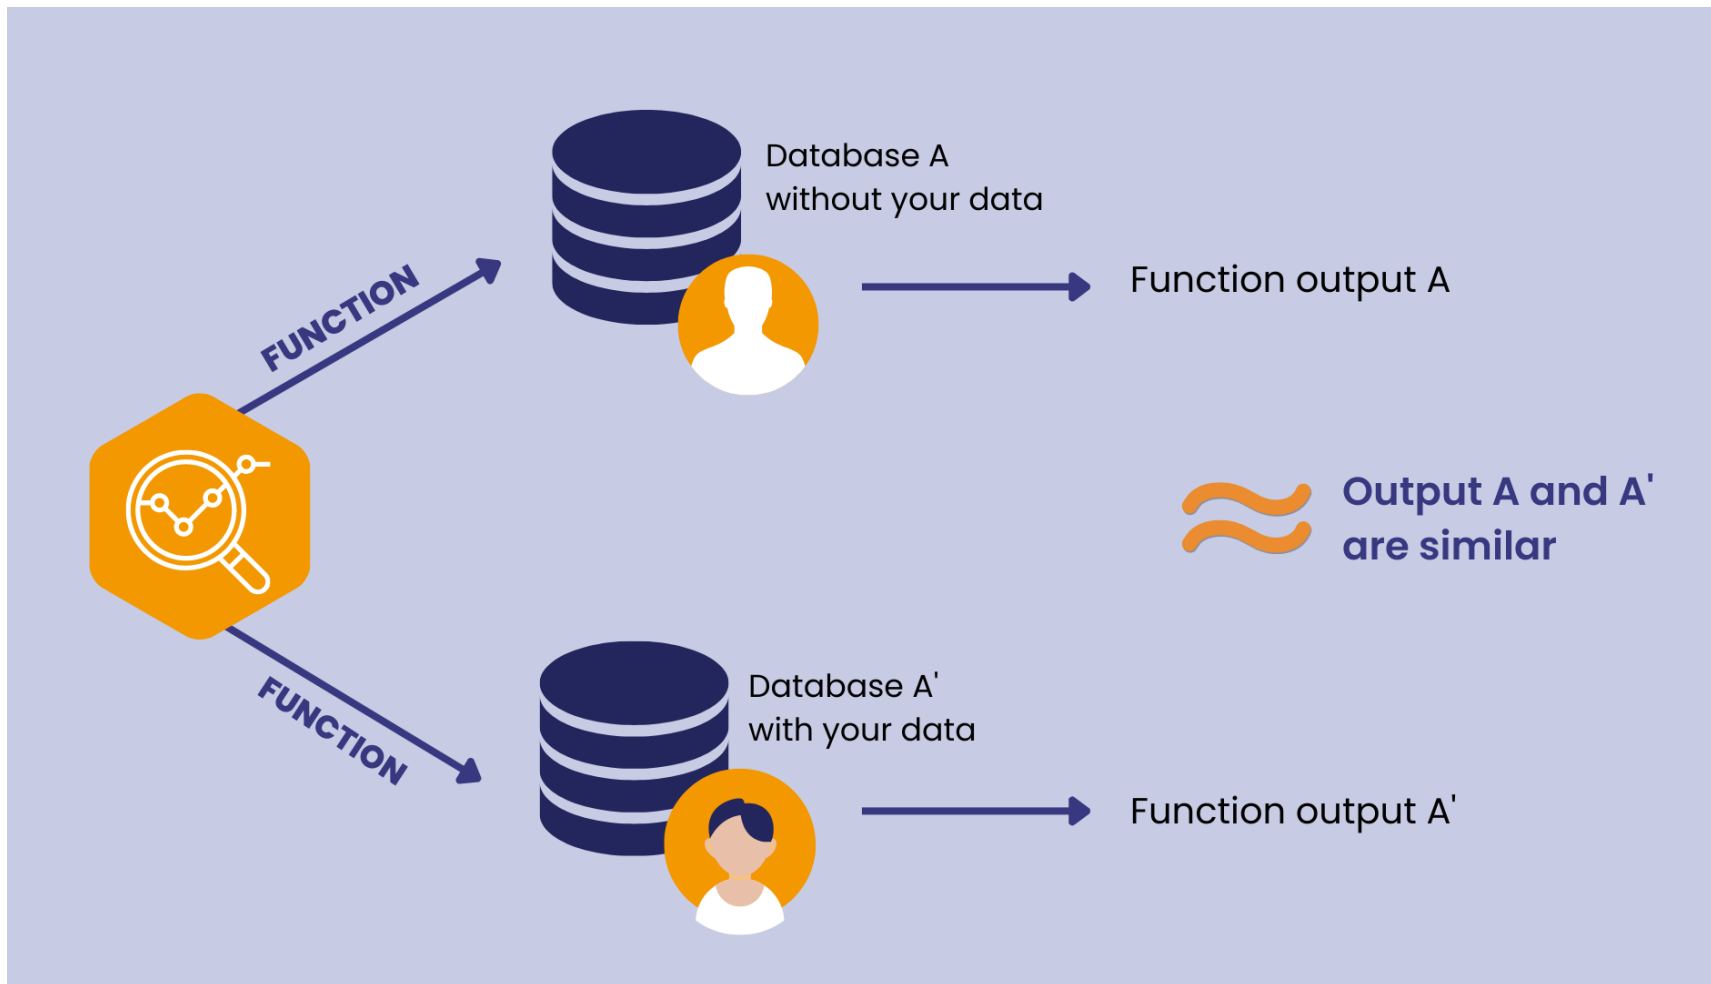 FUNCTION
Database A
without your data
Function output A
Output A and A'
are similar
FUNCTION
Database A'
with your data
Function output A'